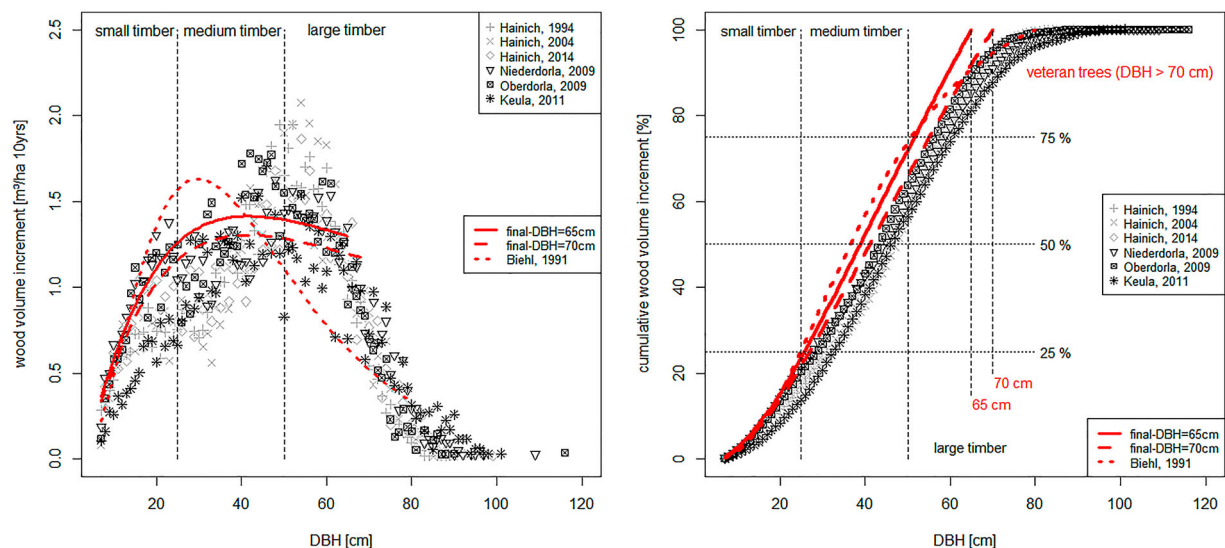 small timber
medium timber
large timber
Hainich, 1994
Hainich, 2004
Hainich, 2014
Niederdorla, 2009
Oberdorla, 2009
Keula, 2011
final-DBH=65cm
final-DBH=70cm
Biehl, 1991
wood volume increment [m³/ha 10yrs]
2.5
2.0
1.5
1.0
0.5
0.0
20
40
60
80
100
120
DBH [cm]
small timber
medium timber
veteran trees (DBH > 70 cm)
75 %
50 %
25 %
Hainich, 1994
Hainich, 2004
Hainich, 2014
Niederdorla, 2009
Oberdorla, 2009
Keula, 2011
70 cm
65 cm
large timber
final-DBH=65cm
final-DBH=70cm
Biehl, 1991
cumulative wood volume increment [%]
100
80
60
40
20
0
20
40
60
80
100
120
DBH [cm]